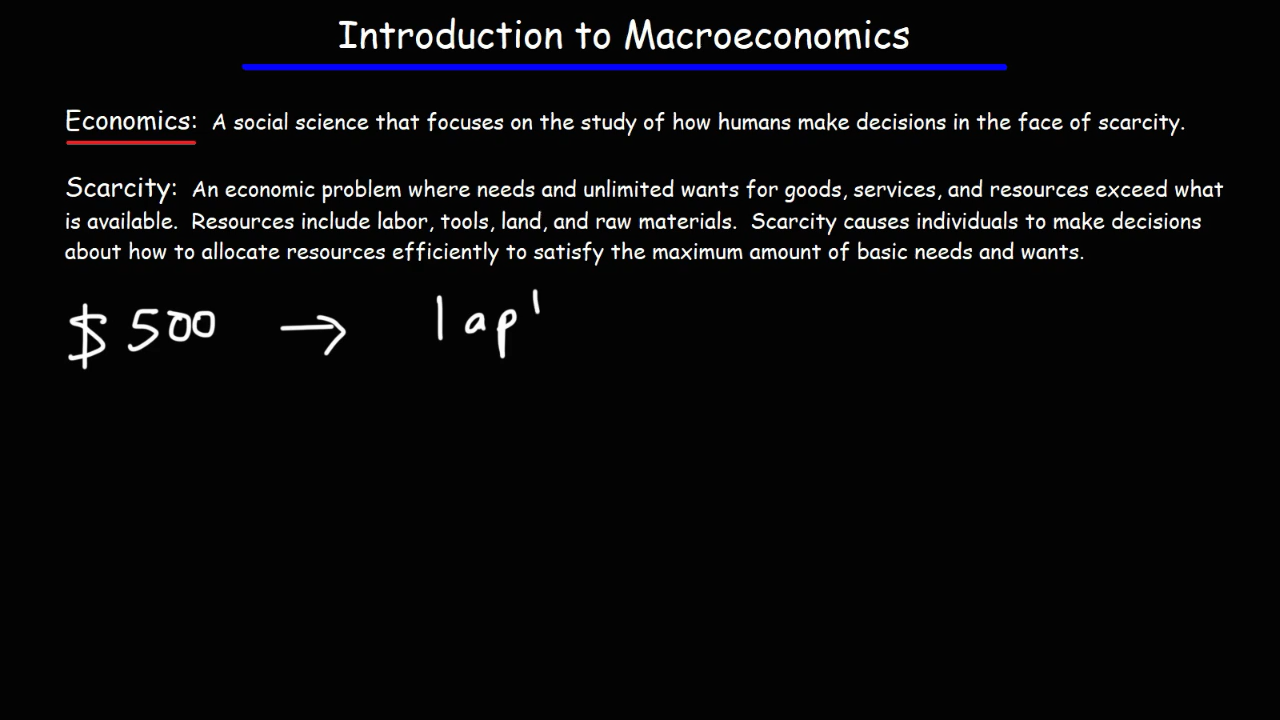 Introduction to Macroeconomics
Economics: A social science that focuses on the study of how humans make decisions in the face of scarcity.
Scarcity: An economic problem where needs and unlimited wants for goods, services, and resources exceed what
is available. Resources include labor, tools, land, and raw materials. Scarcity causes individuals to make decisions
about how to allocate resources efficiently to satisfy the maximum amount of basic needs and wants.
$500 → lap